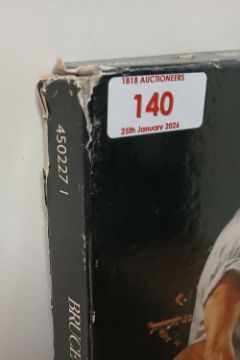 1818 AUCTIONEERS
140
25th January 2026
450227 1
BRUCE